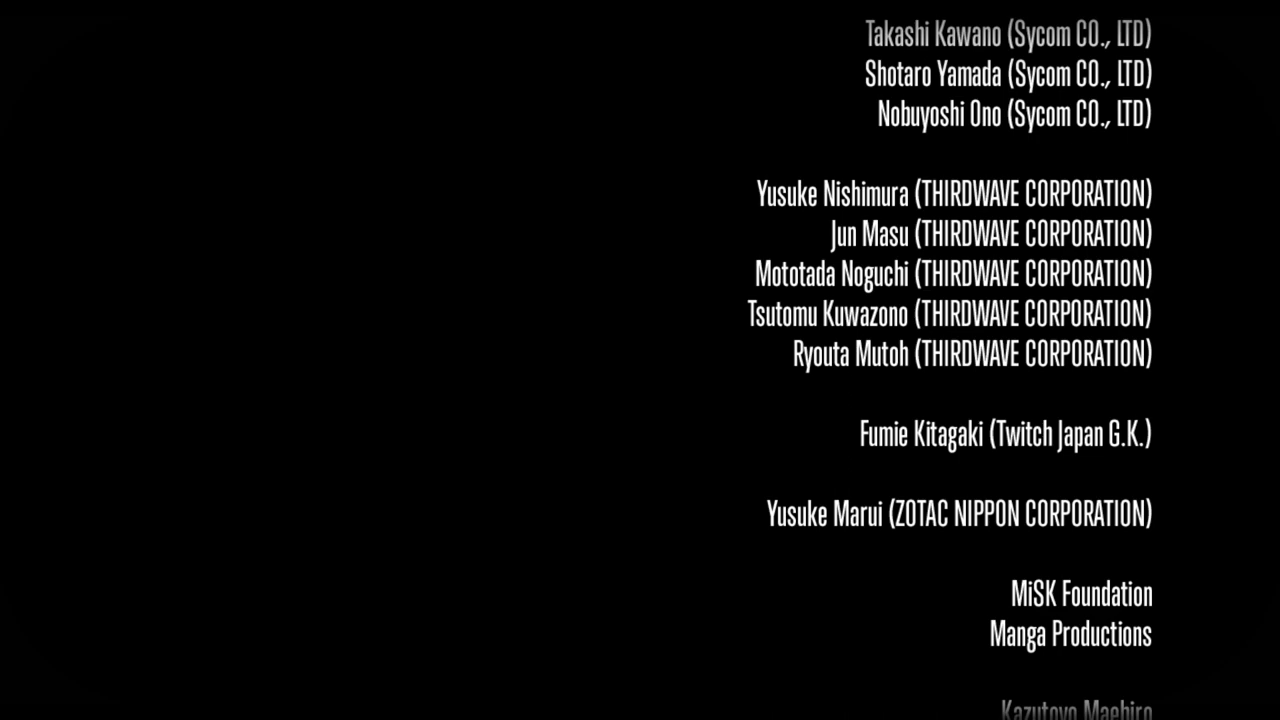 Takashi Kawano (Sycom CO., LTD)
Shotaro Yamada (Sycom CO., LTD)
Nobuyoshi Ono (Sycom CO., LTD)
Yusuke Nishimura (THIRDWAVE CORPORATION)
Jun Masu (THIRDWAVE CORPORATION)
Mototada Noguchi (THIRDWAVE CORPORATION)
Tsutomu Kuwazono (THIRDWAVE CORPORATION)
Ryouta Mutoh (THIRDWAVE CORPORATION)
Fumie Kitagaki (Twitch Japan G.K.)
Yusuke Marui (ZOTAC NIPPON CORPORATION)
MiSK Foundation
Manga Productions
Kazutoyo Maehiro